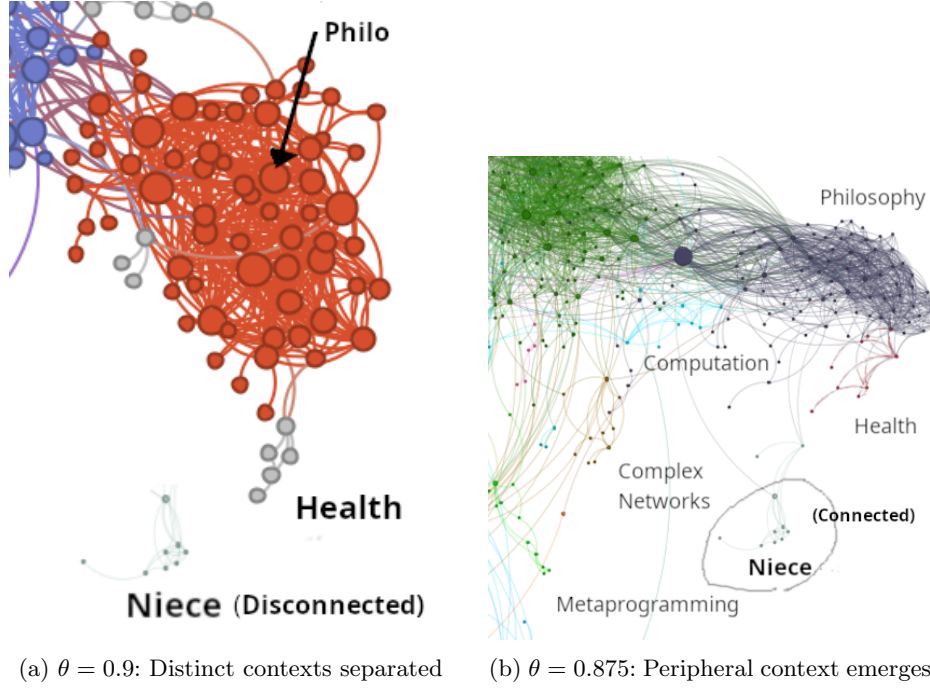 Philo
Health
Niece (Disconnected)
(a) θ = 0.9: Distinct contexts separated
Philosophy
Computation
Health
Complex
Networks
(Connected)
Niece
Metaprogramming
(b) θ = 0.875: Peripheral context emerges